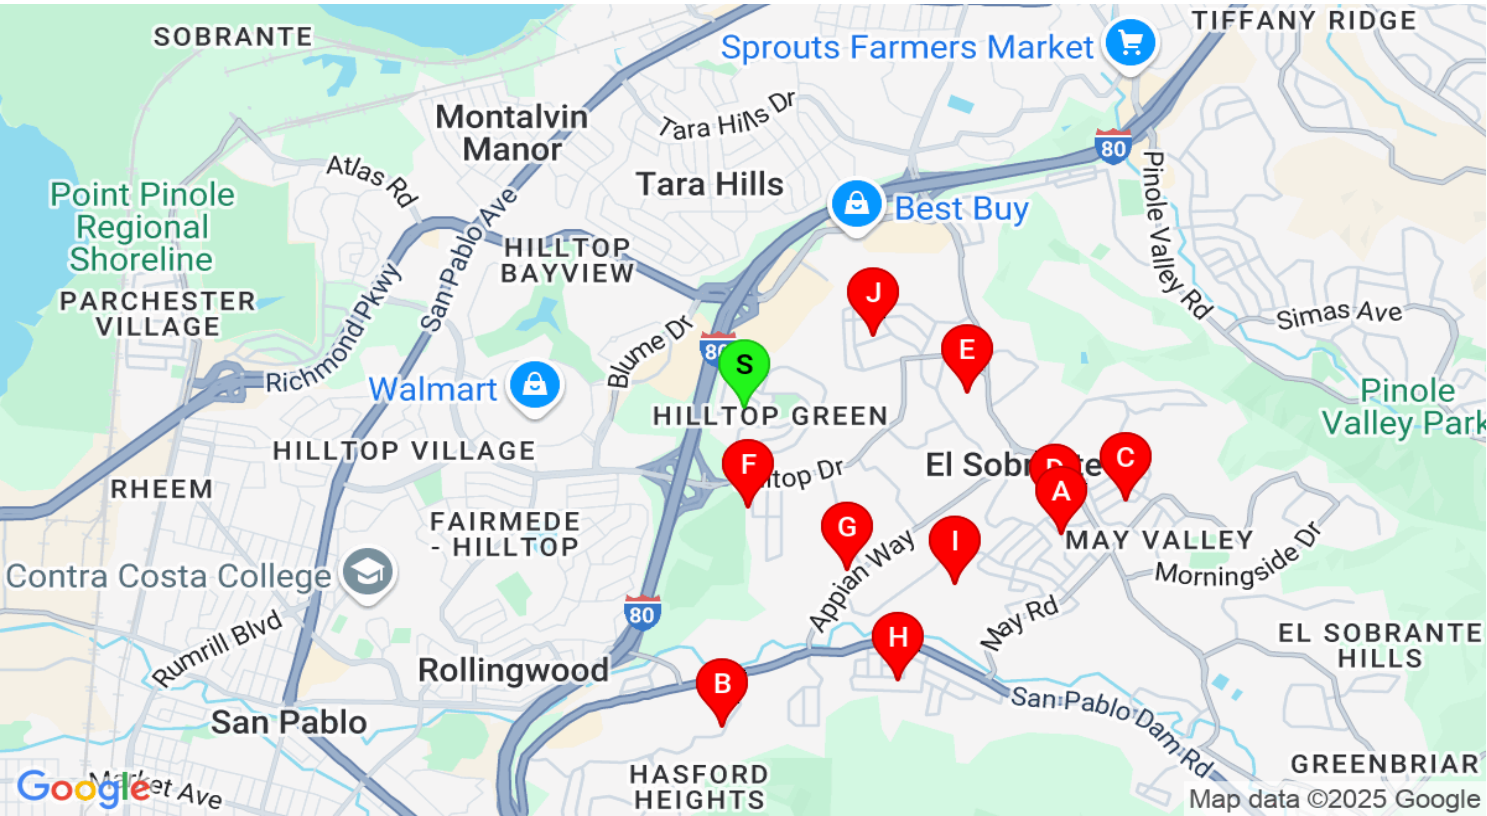 SOBRANTE
TIFFANY RIDGE
Sprouts Farmers Market
Montalvin
Manor
Tara Hills Dr
80
Atlas Rd
Tara Hills
Point Pinole
Regional
Shoreline
San Pablo Ave
Best Buy
Pinole Valley Rd
HILLTOP
BAYVIEW
PARCHESTER
VILLAGE
Richmond Pkwy
J
Simas Ave
Blume Dr
80
S
E
Walmart
HILLTOP GREEN
Pinole
Valley Park
HILLTOP VILLAGE
F
Hilltop Dr
El Sobrante
D
C
A
RHEEM
FAIRMEDE
- HILLTOP
G
I
MAY VALLEY
Morningside Dr
Contra Costa College
Appian Way
80
May Rd
H
Rumrill Blvd
EL SOBRANTE
HILLS
Rollingwood
B
San Pablo
San Pablo Dam Rd
HASFORD
HEIGHTS
GREENBRIAR
Google
Market Ave
Map data ©2025 Google